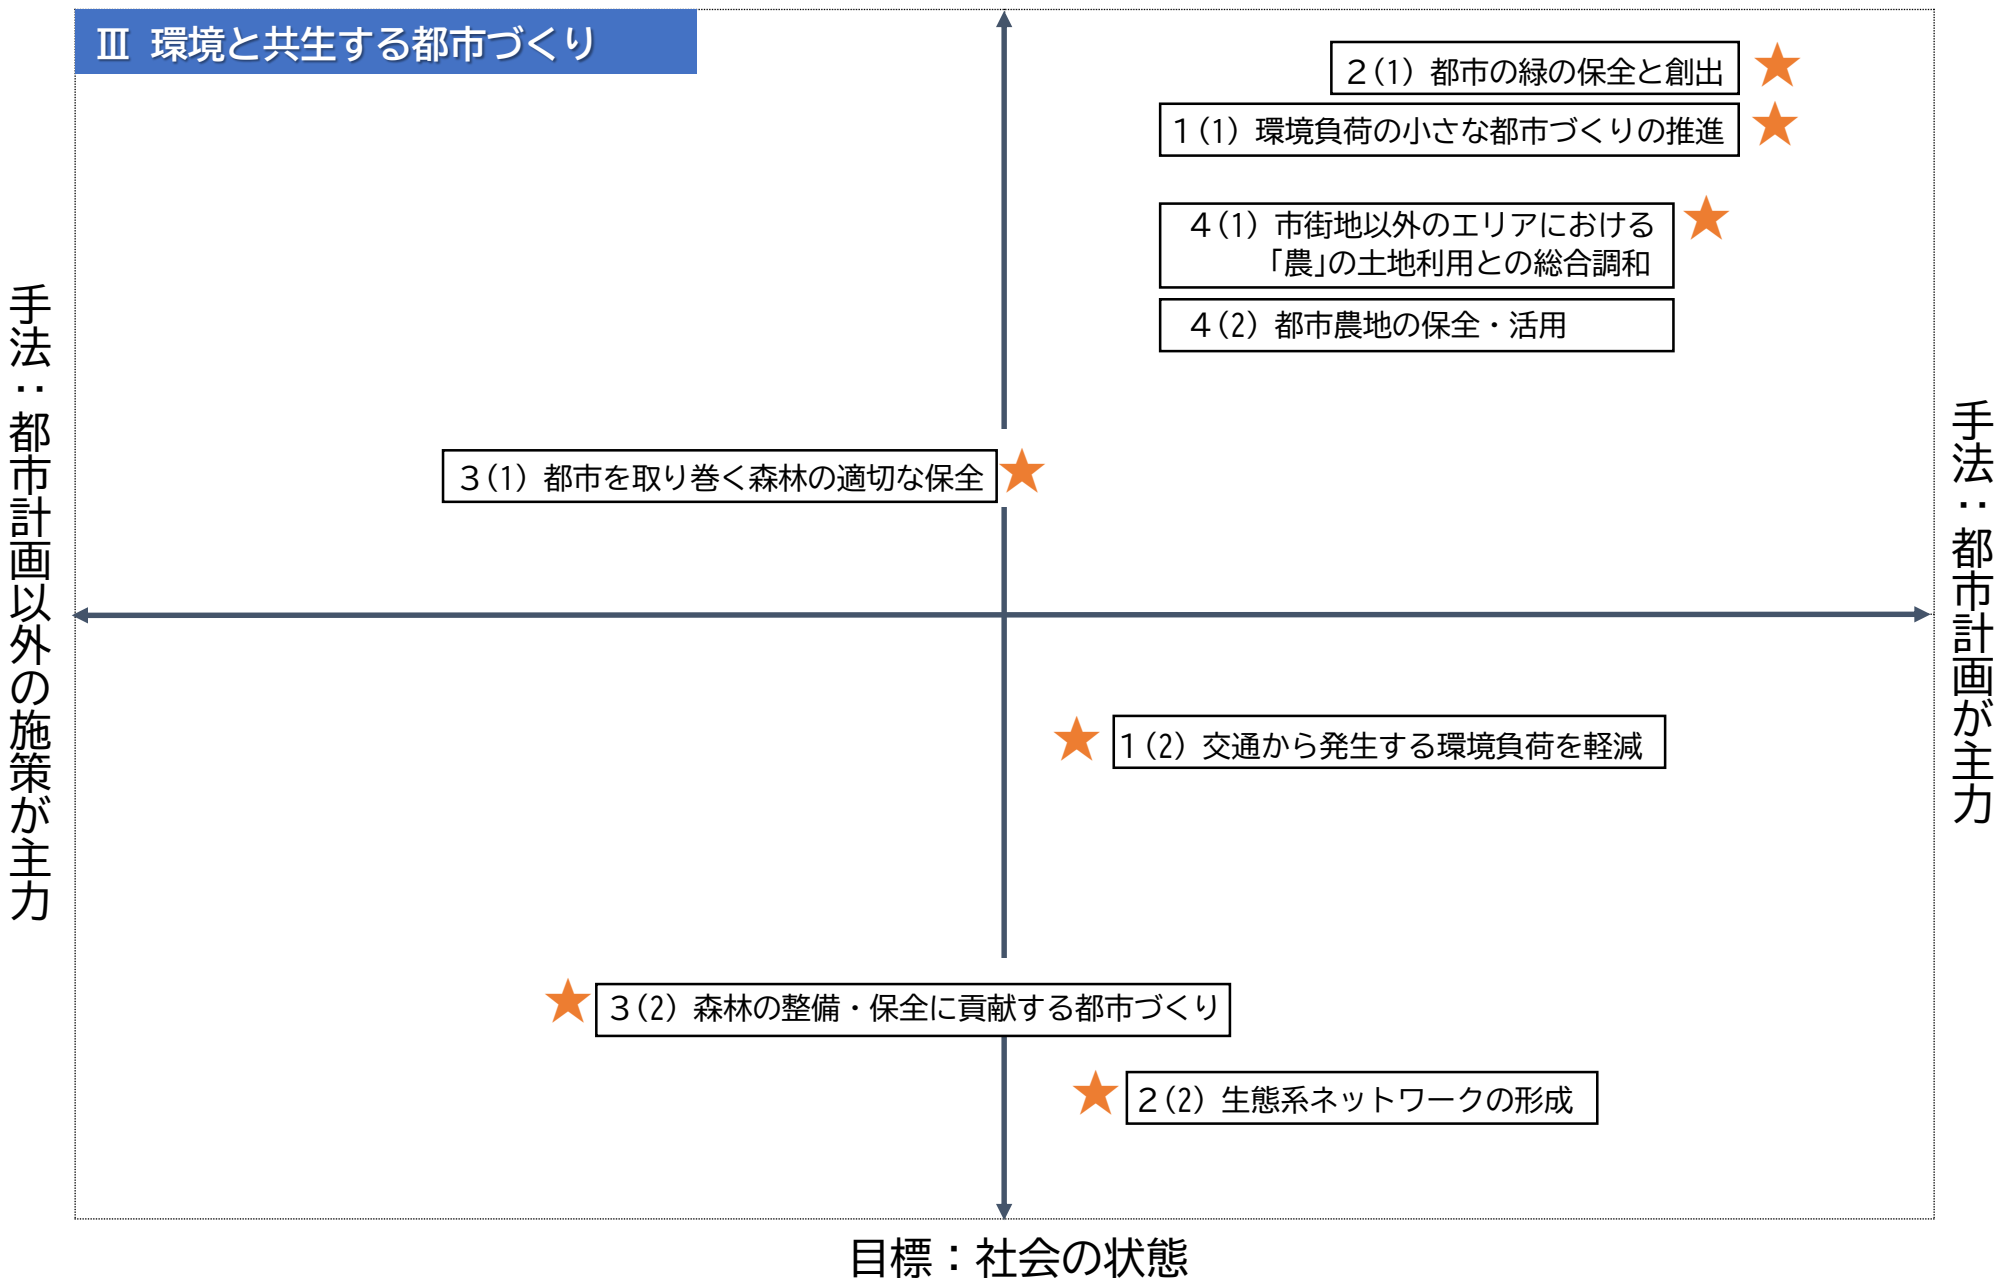 Ⅲ 環境と共生する都市づくり
２(1) 都市の緑の保全と創出
１(1) 環境負荷の小さな都市づくりの推進
４(1) 市街地以外のエリアにおける
「農」の土地利用との総合調和
４(2) 都市農地の保全・活用
手法：都市計画以外の施策が主力
手法：都市計画が主力
３(1) 都市を取り巻く森林の適切な保全
１(2) 交通から発生する環境負荷を軽減
３(2) 森林の整備・保全に貢献する都市づくり
２(2) 生態系ネットワークの形成
目標：社会の状態